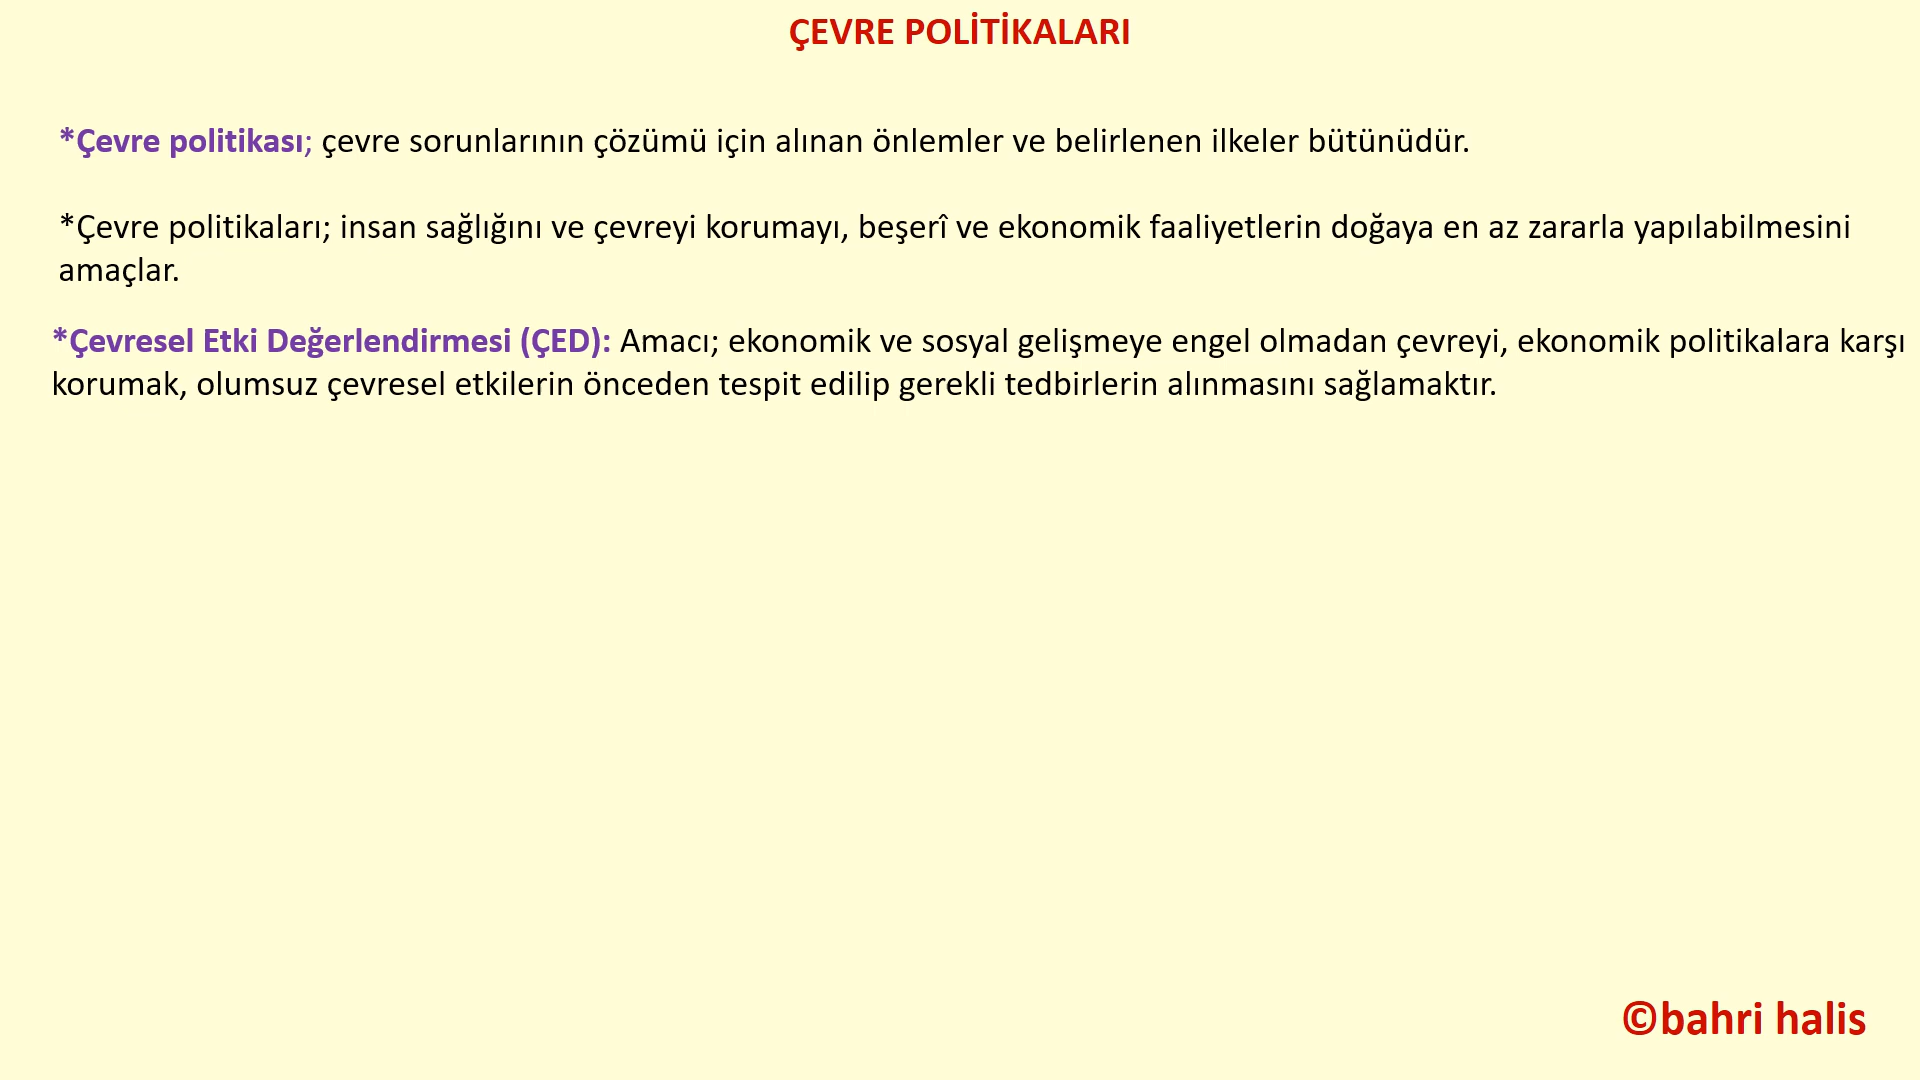 ÇEVRE POLİTİKALARI
*Çevre politikası; çevre sorunlarının çözümü için alınan önlemler ve belirlenen ilkeler bütünüdür.
*Çevre politikaları; insan sağlığını ve çevreyi korumayı, beşerî ve ekonomik faaliyetlerin doğaya en az zararla yapılabilmesini
amaçlar.
*Çevresel Etki Değerlendirmesi (ÇED): Amacı; ekonomik ve sosyal gelişmeye engel olmadan çevreyi, ekonomik politikalara karşı
korumak, olumsuz çevresel etkilerin önceden tespit edilip gerekli tedbirlerin alınmasını sağlamaktır.
©bahri halis